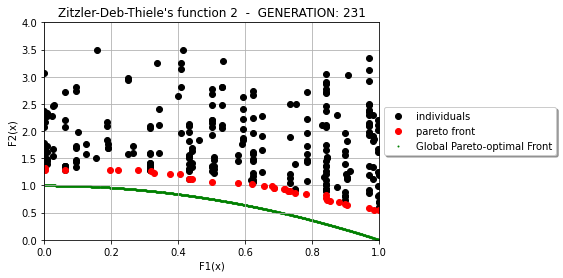 Zitzler-Deb-Thiele's function 2 - GENERATION: 231
4.0
3.5
3.0
2.5
2.0
1.5
1.0
0.5
0.0
F2(x)
0.0 0.2 0.4 0.6 0.8 1.0
F1(x)
individuals
pareto front
Global Pareto-optimal Front